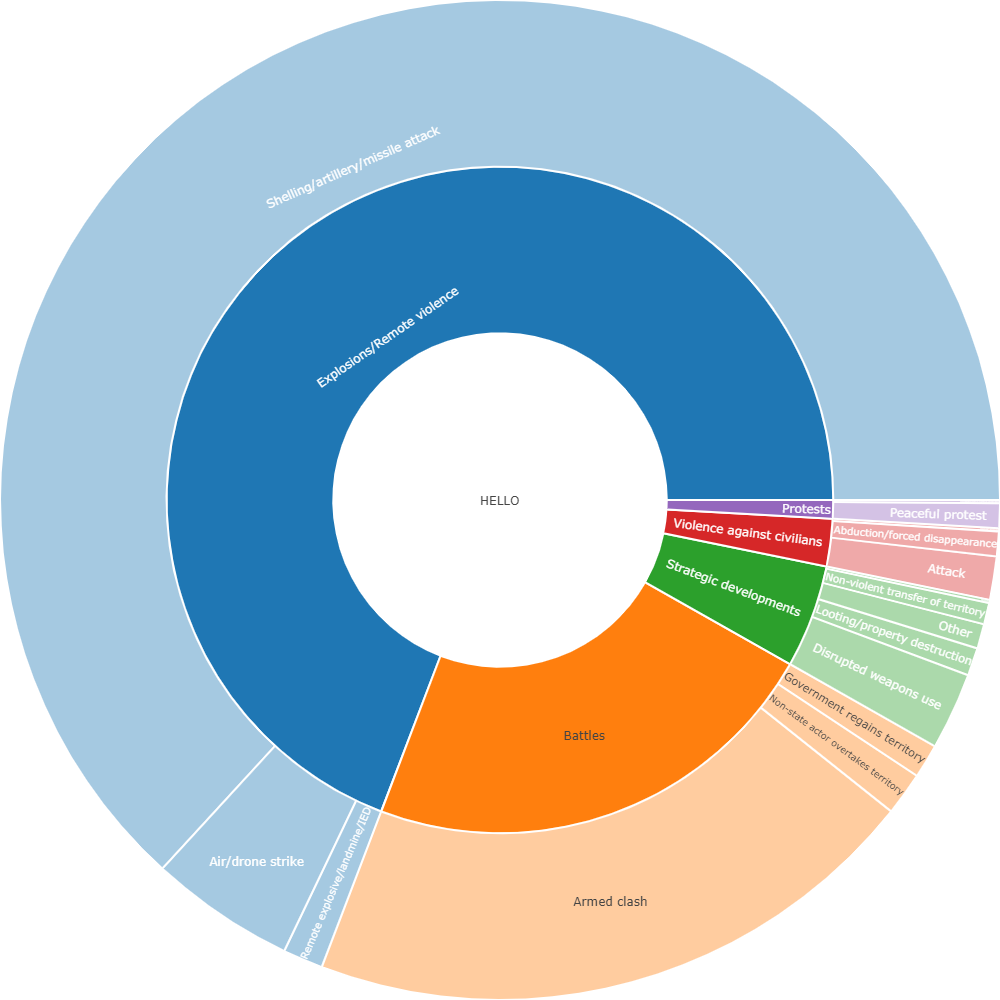 Shelling/artillery/missile attack
Explosions/Remote violence
HELLO
Protests
Peaceful protest
Violence against civilians
Abduction/forced disappearance
Attack
Strategic developments
Non-violent transfer of territory
Other
Looting/property destruction
Disrupted weapons use
Government regains territory
Non-state actor overtakes territory
Battles
Air/drone strike
Remote explosive/landmine/IED
Armed clash